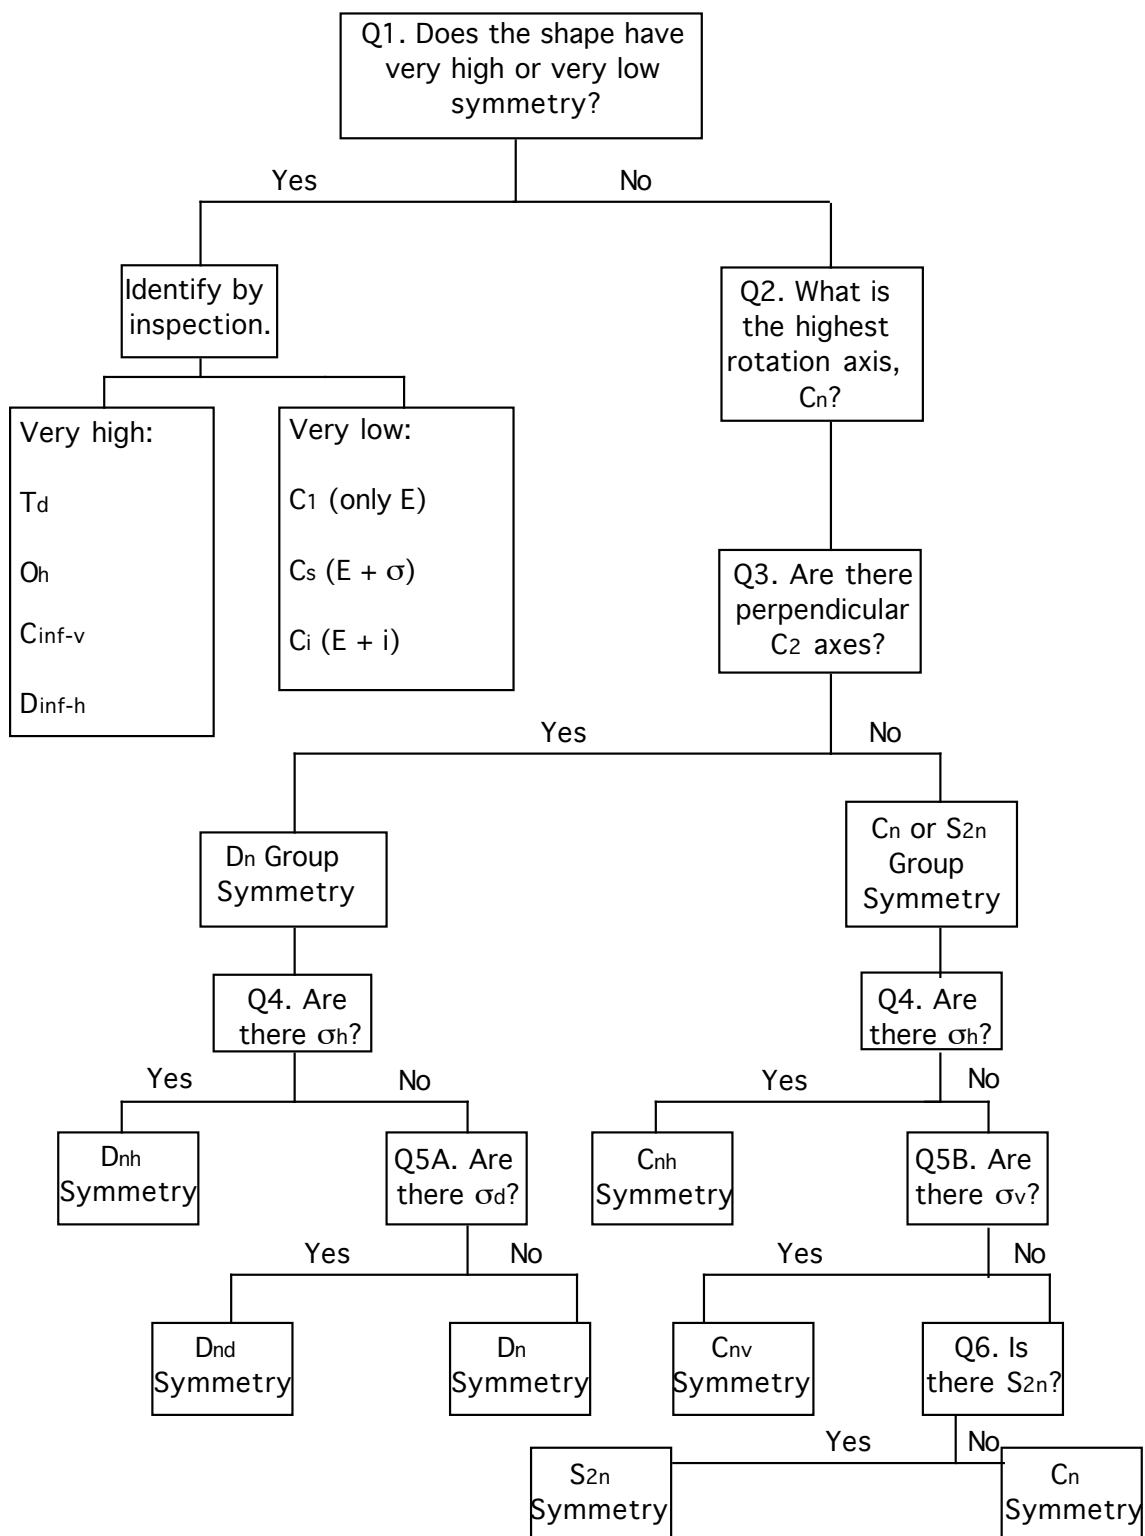 Q1. Does the shape have
very high or very low
symmetry?
Yes
No
Identify by
inspection.
Q2. What is
the highest
rotation axis,
Cn?
Very high:
Td
Oh
Cinf-v
Dinf-h
Very low:
C1 (only E)
Cs (E + σ)
Ci (E + i)
Q3. Are there
perpendicular
C2 axes?
Yes
No
Dn Group
Symmetry
Cn or S2n
Group
Symmetry
Q4. Are
there σh?
Q4. Are
there σh?
Yes
No
Yes
No
Dnh
Symmetry
Q5A. Are
there σd?
Cnh
Symmetry
Q5B. Are
there σv?
Yes
No
Yes
No
Dnd
Symmetry
Dn
Symmetry
Cnv
Symmetry
Q6. Is
there S2n?
Yes
No
S2n
Symmetry
Cn
Symmetry